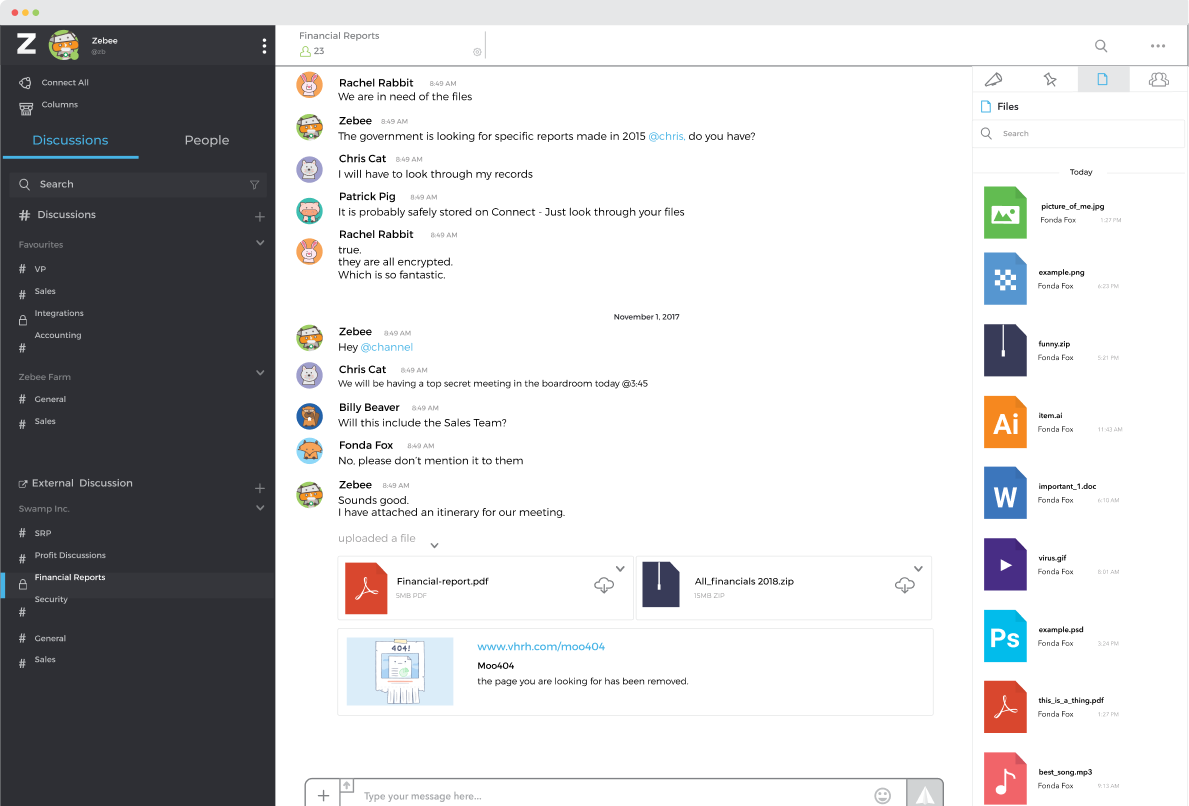 Z
Zebee
@zb
Connect All
Columns
Discussions
People
Search
# Discussions
Favourites
# VP
# Sales
Integrations
Accounting
#
Zebee Farm
# General
# Sales
External Discussion
Swamp Inc.
# SRP
# Profit Discussions
Financial Reports
Security
#
# General
# Sales
Financial Reports
23
Rachel Rabbit 8:49 AM
We are in need of the files
Zebee 8:49 AM
The government is looking for specific reports made in 2015 @chris, do you have?
Chris Cat 8:49 AM
I will have to look through my records
Patrick Pig 8:49 AM
It is probably safely stored on Connect - Just look through your files
Rachel Rabbit 8:49 AM
true.
they are all encrypted.
Which is so fantastic.
November 1, 2017
Zebee 8:49 AM
Hey @channel
Chris Cat 8:49 AM
We will be having a top secret meeting in the boardroom today @3:45
Billy Beaver 8:49 AM
Will this include the Sales Team?
Fonda Fox 8:49 AM
No, please don't mention it to them
Zebee 8:49 AM
Sounds good.
I have attached an itinerary for our meeting.
uploaded a file
Financial-report.pdf
5MB PDF
All_financials 2018.zip
15MB ZIP
404!
www.vhrh.com/moo404
Moo404
the page you are looking for has been removed.
Type your message here...
Files
Search
Today
picture_of_me.jpg
Fonda Fox 1:27 PM
example.png
Fonda Fox 6:23 PM
funny.zip
Fonda Fox 5:21 PM
Ai
item.ai
Fonda Fox 11:43 AM
W
important_1.doc
Fonda Fox 6:10 AM
virus.gif
Fonda Fox 8:01 AM
Ps
example.psd
Fonda Fox 3:24 PM
this_is_a_thing.pdf
Fonda Fox 1:27 PM
best_song.mp3
Fonda Fox 9:13 AM